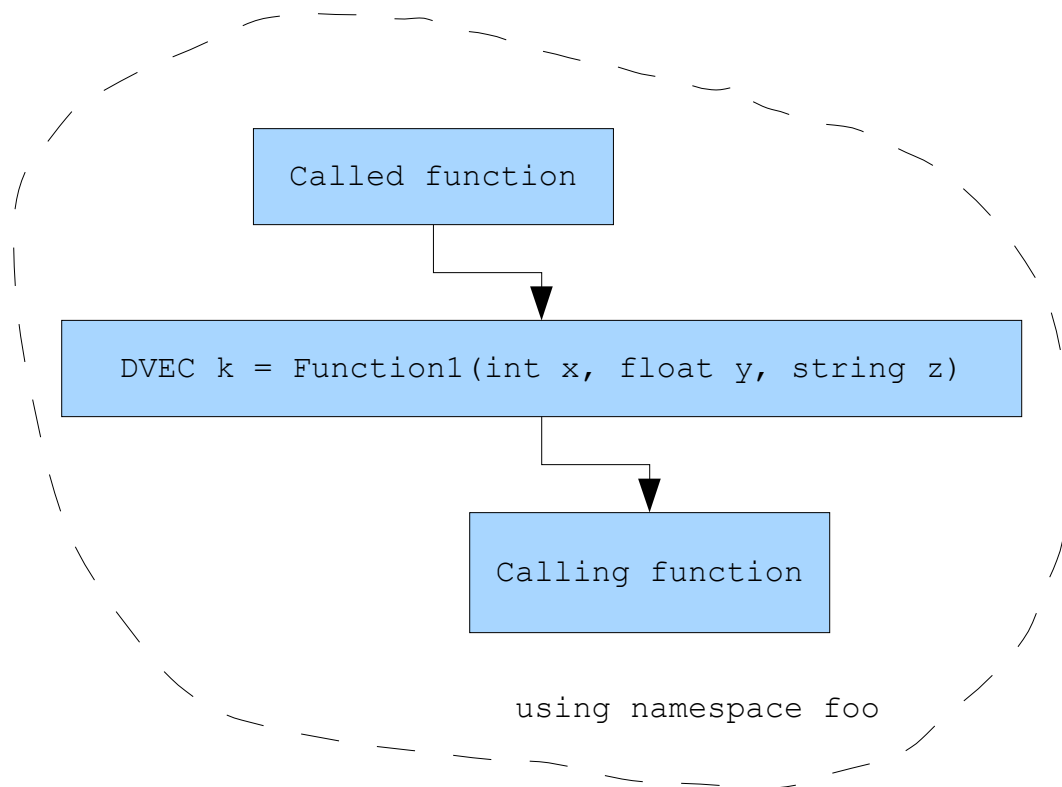 Called function
DVEC k = Function1(int x, float y, string z)
Calling function
using namespace foo